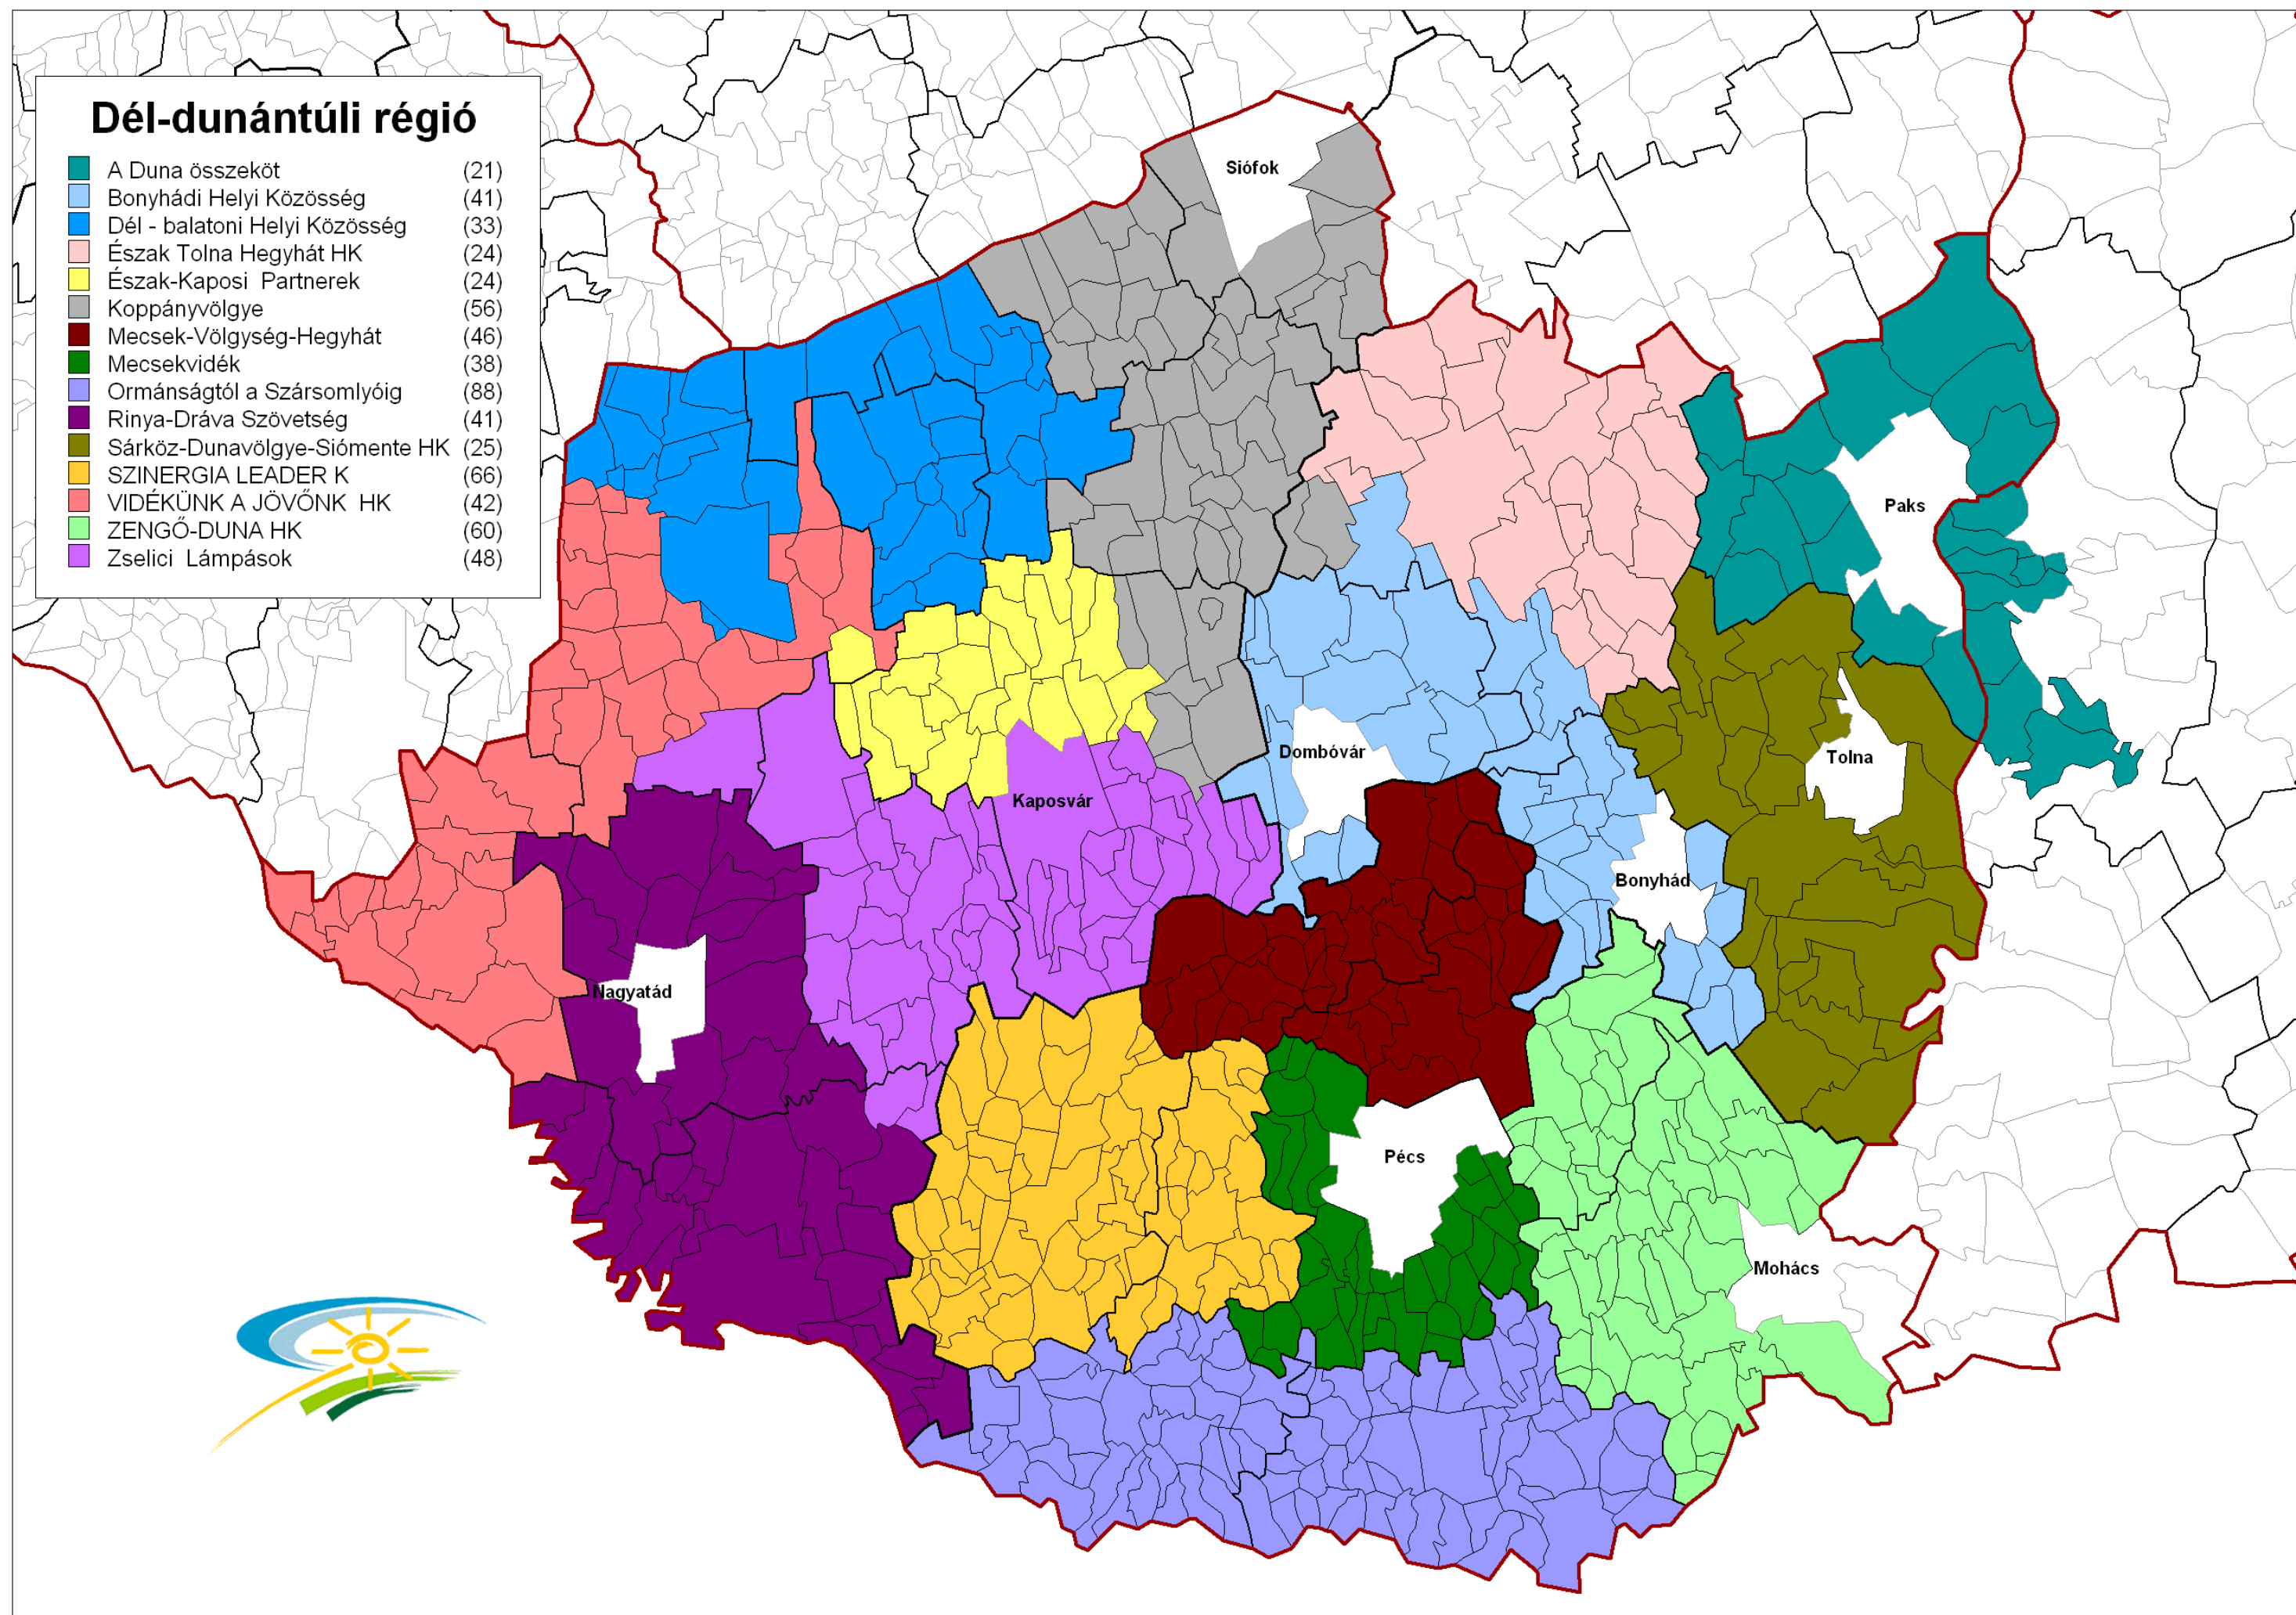 Dél-dunántúli régió
A Duna összeköt (21)
Bonyhádi Helyi Közösség (41)
Dél - balatoni Helyi Közösség (33)
Észak Tolna Hegyhát HK (24)
Észak-Kaposi Partnerek (24)
Koppányvölgye (56)
Mecsek-Völgység-Hegyhát (46)
Mecsekvidék (38)
Ormánságtól a Szársomlyóig (88)
Rinya-Dráva Szövetség (41)
Sárköz-Dunavölgye-Siómente HK (25)
SZINERGIA LEADER K (66)
VIDÉKÜNK A JÖVŐNK HK (42)
ZENGŐ-DUNA HK (60)
Zselici Lámpások (48)
Siófok
Paks
Dombóvár
Tolna
Kaposvár
Bonyhád
Nagyatád
Pécs
Mohács